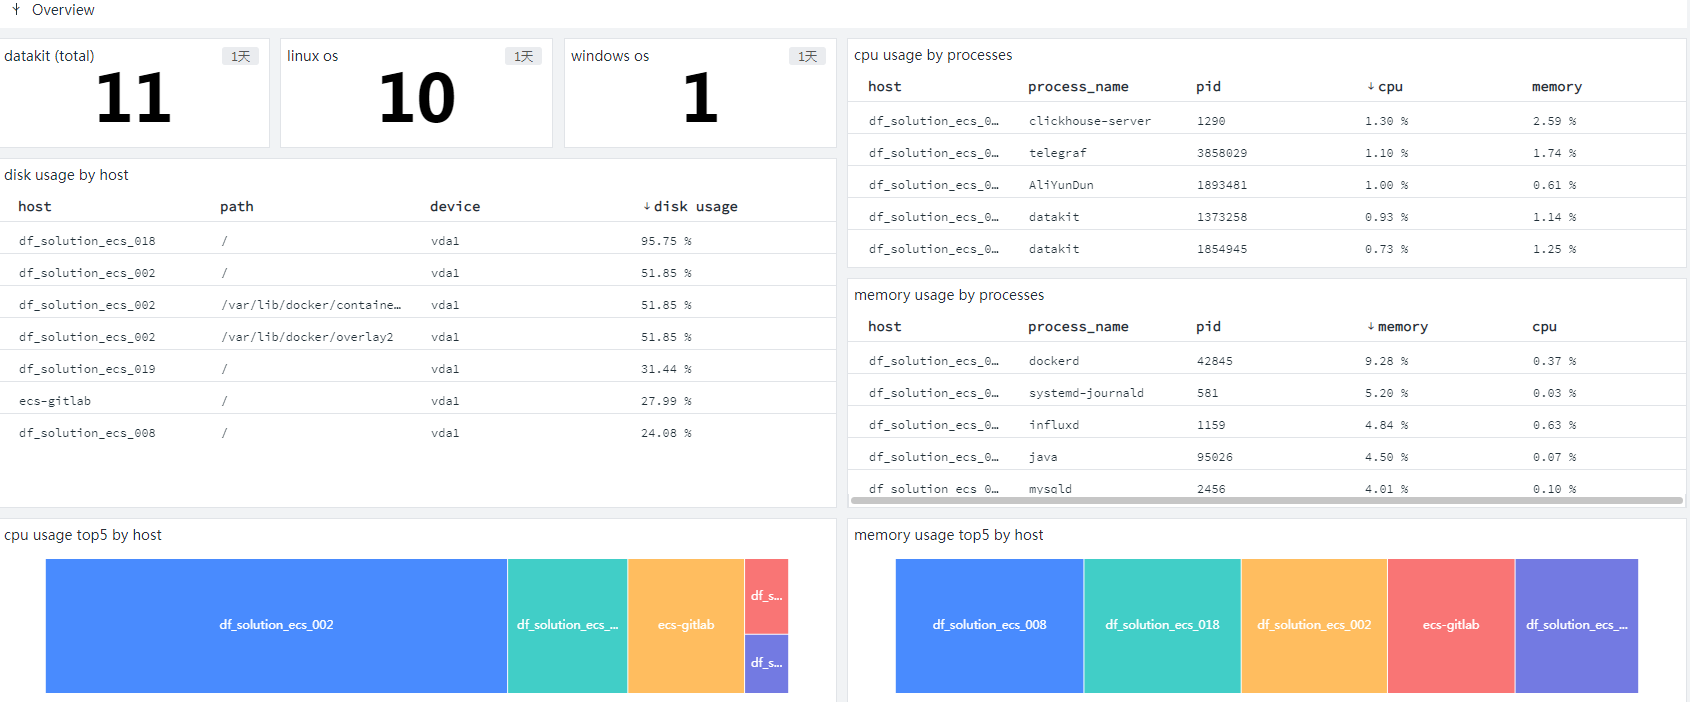 Overview
datakit (total) 1天
11
linux os 1天
10
windows os 1天
1
disk usage by host
host path device ↓disk usage
df_solution_ecs_018 / vda1 95.75 %
df_solution_ecs_002 / vda1 51.85 %
df_solution_ecs_002 /var/lib/docker/containe… vda1 51.85 %
df_solution_ecs_002 /var/lib/docker/overlay2 vda1 51.85 %
df_solution_ecs_019 / vda1 31.44 %
ecs-gitlab / vda1 27.99 %
df_solution_ecs_008 / vda1 24.08 %
cpu usage by processes
host process_name pid ↓cpu memory
df_solution_ecs_0… clickhouse-server 1290 1.30 % 2.59 %
df_solution_ecs_0… telegraf 3858029 1.10 % 1.74 %
df_solution_ecs_0… AliYunDun 1893481 1.00 % 0.61 %
df_solution_ecs_0… datakit 1373258 0.93 % 1.14 %
df_solution_ecs_0… datakit 1854945 0.73 % 1.25 %
memory usage by processes
host process_name pid ↓memory cpu
df_solution_ecs_0… dockerd 42845 9.28 % 0.37 %
df_solution_ecs_0… systemd-journald 581 5.20 % 0.03 %
df_solution_ecs_0… influxd 1159 4.84 % 0.63 %
df_solution_ecs_0… java 95026 4.50 % 0.07 %
df_solution_ecs_0… mysqld 2456 4.01 % 0.10 %
cpu usage top5 by host
df_solution_ecs_002
df_solution_ecs_...
ecs-gitlab
df_s...
df_s...
memory usage top5 by host
df_solution_ecs_008
df_solution_ecs_018
df_solution_ecs_002
ecs-gitlab
df_solution_ecs_...